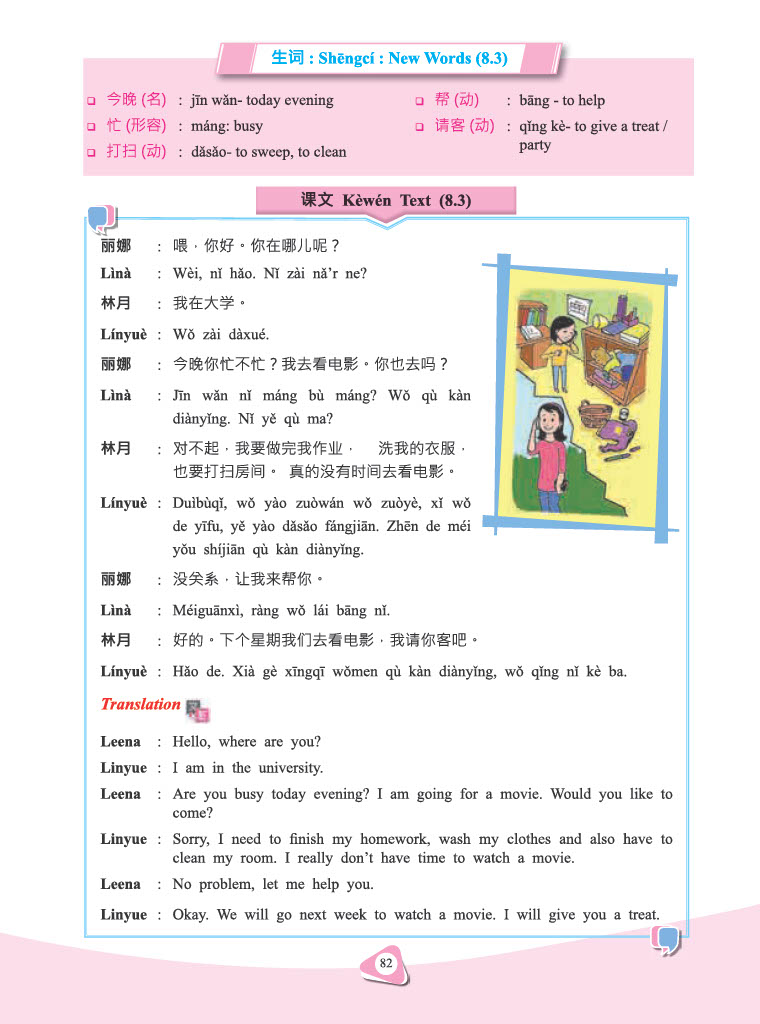 生词 : Shēngcí : New Words (8.3)
❑ 今晚 (名) : jīn wǎn- today evening
❑ 忙 (形容) : máng: busy
❑ 打扫 (动) : dǎsǎo- to sweep, to clean
❑ 帮 (动) : bāng - to help
❑ 请客 (动) : qǐng kè- to give a treat /
party
课文 Kèwén Text (8.3)
丽娜 : 喂，你好。你在哪儿呢？
Lìnà : Wèi, nǐ hǎo. Nǐ zài nǎ’r ne?
林月 : 我在大学。
Línyuè : Wǒ zài dàxué.
丽娜 : 今晚你忙不忙？我去看电影。你也去吗？
Lìnà : Jīn wǎn nǐ máng bù máng? Wǒ qù kàn
diànyǐng. Nǐ yě qù ma?
林月 : 对不起，我要做完我作业， 洗我的衣服，
也要打扫房间。 真的没有时间去看电影。
Línyuè : Duìbùqǐ, wǒ yào zuòwán wǒ zuòyè, xǐ wǒ
de yīfu, yě yào dǎsǎo fángjiān. Zhēn de méi
yǒu shíjiān qù kàn diànyǐng.
丽娜 : 没关系，让我来帮你。
Lìnà : Méiguānxì, ràng wǒ lái bāng nǐ.
林月 : 好的。下个星期我们去看电影，我请你客吧。
Línyuè : Hǎo de. Xià gè xīngqī wǒmen qù kàn diànyǐng, wǒ qǐng nǐ kè ba.
Translation
Leena : Hello, where are you?
Linyue : I am in the university.
Leena : Are you busy today evening? I am going for a movie. Would you like to
come?
Linyue : Sorry, I need to finish my homework, wash my clothes and also have to
clean my room. I really don’t have time to watch a movie.
Leena : No problem, let me help you.
Linyue : Okay. We will go next week to watch a movie. I will give you a treat.
82